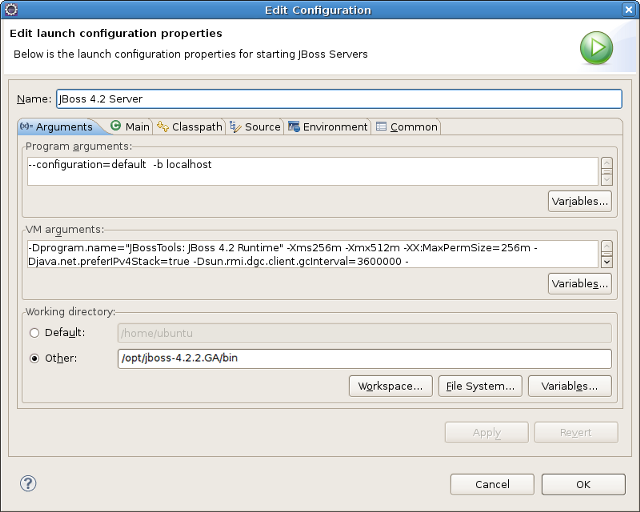 Edit Configuration
Edit launch configuration properties
Below is the launch configuration properties for starting JBoss Servers
Name: JBoss 4.2 Server
(x)= Arguments Main Classpath Source Environment Common
Program arguments:
--configuration=default -b localhost
Variables...
VM arguments:
-Dprogram.name="JBossTools: JBoss 4.2 Runtime" -Xms256m -Xmx512m -XX:MaxPermSize=256m -
Djava.net.preferIPv4Stack=true -Dsun.rmi.dgc.client.gcInterval=3600000 -
Variables...
Working directory:
Default: /home/ubuntu
Other: /opt/jboss-4.2.2.GA/bin
Workspace... File System... Variables...
Apply Revert
? Cancel OK